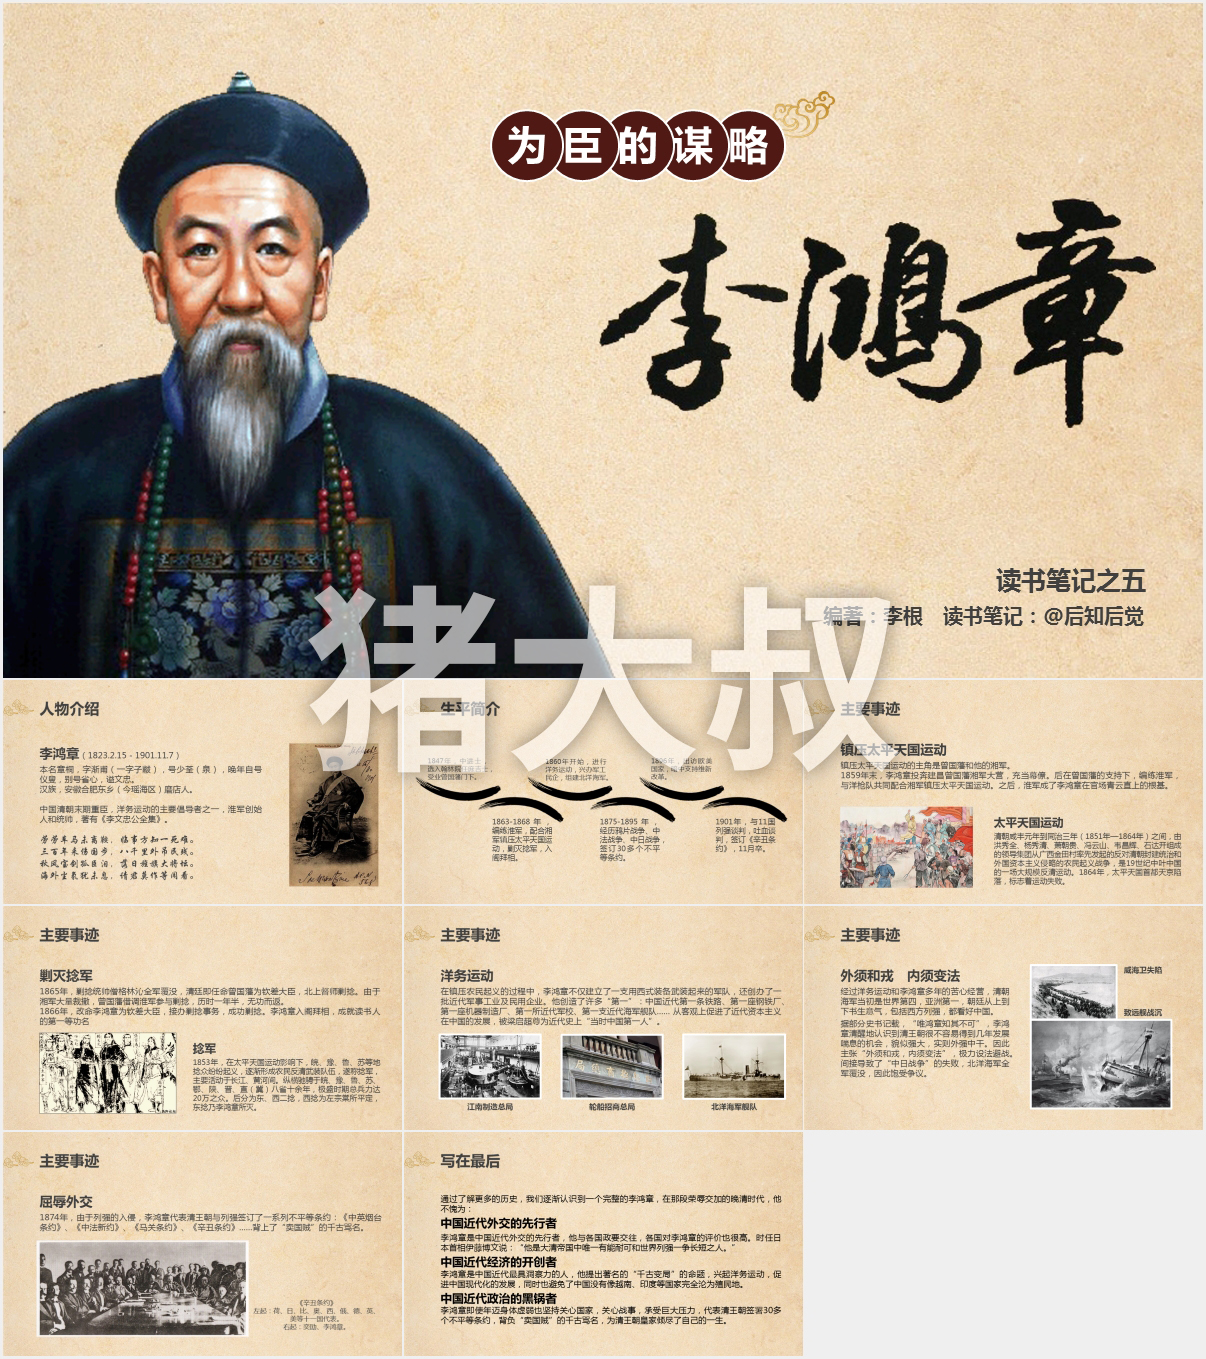 为臣的谋略
李鸿章
读书笔记之五
编著：李根 读书笔记：@后知后觉
猪大叔
人物介绍
李鸿章（1823.2.15 - 1901.11.7）
本名章桐，字渐甫（一字子黻），号少荃（泉），晚年自号
仪叟，别号省心，谥文忠。
汉族，安徽合肥东乡（今瑶海区）磨店人。
中国清朝末期重臣，洋务运动的主要倡导者之一，淮军创始
人和统帅，著有《李文忠公全集》。
劳劳车马未离鞍，临事方知一死难。
三百年来伤国步，八千里外吊民残。
秋风宝剑孤臣泪，落日旌旗大将坛。
海外尘氛犹未息，请君莫作等闲看。
生平简介
1860年开始，进行
洋务运动，兴办军工
民企，组建北洋海军。
国家，
改革。
1863-1868 年，
编练淮军，配合湘
军镇压太平天国运
动，剿灭捻军，入
阁拜相。
1875-1895 年，
经历鸦片战争、中
法战争、中日战争，
签订30多个不平
等条约。
1901年，与11国
列强谈判，吐血谈
判，签订《辛丑条
约》，11月卒。
主要事迹
镇压太平天国运动
镇压太平天国运动的主角是曾国藩和他的湘军。
1859年末，李鸿章投奔建昌曾国藩湘军大营，充当幕僚。后在曾国藩的支持下，编练淮军，
与洋枪队共同配合湘军镇压太平天国运动。之后，淮军成了李鸿章在官场青云直上的根基。
太平天国运动
清朝咸丰元年到同治三年（1851年—1864年）之间，由
洪秀全、杨秀清、萧朝贵、冯云山、韦昌辉、石达开组成
的领导集团从广西金田村率先发起的反对清朝封建统治和
外国资本主义侵略的农民起义战争，是19世纪中叶中国
的一场大规模反清运动。1864年，太平天国首都天京陷
落，标志着运动失败。
主要事迹
剿灭捻军
1865年，剿捻统帅僧格林沁全军覆没，清廷即任命曾国藩为钦差大臣，北上督师剿捻。由于
湘军大量裁撤，曾国藩借调淮军参与剿捻，历时一年半，无功而返。
1866年，改命李鸿章为钦差大臣，接办剿捻事务，成功剿捻。李鸿章入阁拜相，成就读书人
的第一等功名
捻军
1853年，在太平天国运动影响下，皖、豫、鲁、苏等地
捻众纷纷起义，逐渐形成农民反清武装队伍，遂称捻军，
主要活动于长江、黄河间。纵横驰骋于皖、豫、鲁、苏、
鄂、陕、晋、直（冀）八省十余年，极盛时期总兵力达
20万之众。后分为东、西二捻，西捻为左宗棠所平定，
东捻乃李鸿章所灭。
主要事迹
洋务运动
在镇压农民起义的过程中，李鸿章不仅建立了一支用西式装备武装起来的军队，还创办了一
批近代军事工业及民用企业。他创造了许多“第一”：中国近代第一条铁路、第一座钢铁厂、
第一座机器制造厂、第一所近代军校、第一支近代海军舰队...... 从客观上促进了近代资本主义
在中国的发展，被梁启超尊为近代史上“当时中国第一人”。
江南制造总局
轮船招商总局
北洋海军舰队
主要事迹
外须和戎 内须变法
经过洋务运动和李鸿章多年的苦心经营，清朝
海军当初是世界第四，亚洲第一，朝廷从上到
下书生意气，包括西方列强，都看好中国。
据部分史书记载，“唯鸿章知其不可”，李鸿
章清醒地认识到清王朝很不容易得到几年发展
喘息的机会，貌似强大，实则外强中干。因此
主张“外须和戎，内须变法”，极力设法避战。
间接导致了“中日战争”的失败，北洋海军全
军覆没，因此饱受争议。
威海卫失陷
致远舰战沉
主要事迹
屈辱外交
1874年，由于列强的入侵，李鸿章代表清王朝与列强签订了一系列不平等条约：《中英烟台
条约》、《中法新约》、《马关条约》、《辛丑条约》......背上了“卖国贼”的千古骂名。
《辛丑条约》
左起：荷、日、比、奥、西、俄、德、英、
美等十一国代表。
右起：奕劻、李鸿章。
写在最后
通过了解更多的历史，我们逐渐认识到一个完整的李鸿章，在那段荣辱交加的晚清时代，他
不愧为：
中国近代外交的先行者
李鸿章是中国近代外交的先行者，他与各国政要交往，各国对李鸿章的评价也很高。时任日
本首相伊藤博文说：“他是大清帝国中唯一有能耐可和世界列强一争长短之人。”
中国近代经济的开创者
李鸿章是中国近代最具洞察力的人，他提出著名的“千古变局”的命题，兴起洋务运动，促
进中国现代化的发展，同时也避免了中国没有像越南、印度等国家完全沦为殖民地。
中国近代政治的黑锅者
李鸿章即使年迈身体虚弱也坚持关心国家，关心战事，承受巨大压力，代表清王朝签署30多
个不平等条约，背负“卖国贼”的千古骂名，为清王朝皇家倾尽了自己的一生。